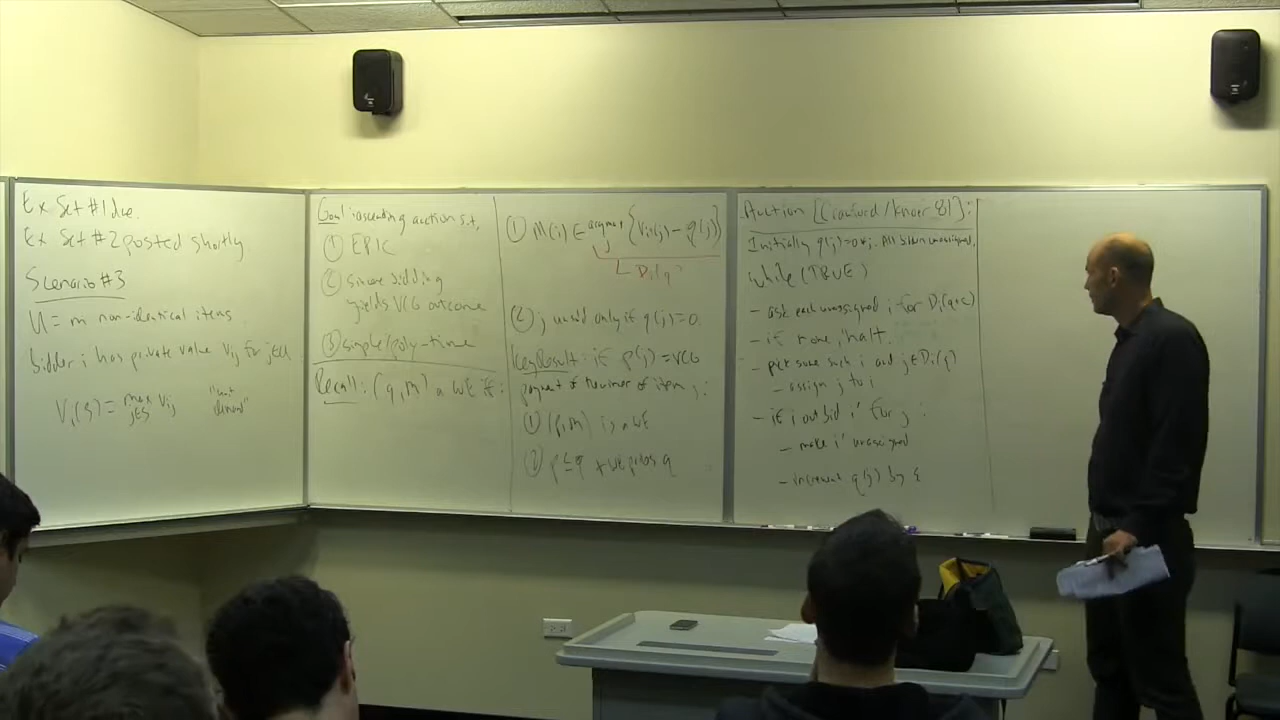 Ex Set #1 due.
Ex Set #2 posted shortly
Scenario #3
U = m non-identical items
bidder i has private value Vij for j∈U
Vi(S) = max j∈S Vij "unit demand"
Goal: ascending auction s.t.
① EPIC
② sincere bidding
yields VCG outcome
③ simple/poly-time
Recall: (q,M) a WE if:
① M(i) ∈ argmax {Vi(j) - q(j)}
Di(q)
② j unsold only if q(j)=0.
Key Result: if p(j) = VCG
payment of the winner of item j:
① (p,M) is a WE
② p ≤ q ∀ WE prices q
Auction [Crawford/Knoer 81]:
Initially q(j)=0 ∀j. All bidders unassigned.
while (TRUE)
- ask each unassigned i for Di(q+ε)
- if none, halt.
- pick some such i and j∈Di(q)
- assign j to i
- if i outbid i' for j:
- make i' unassigned
- increment q(j) by ε